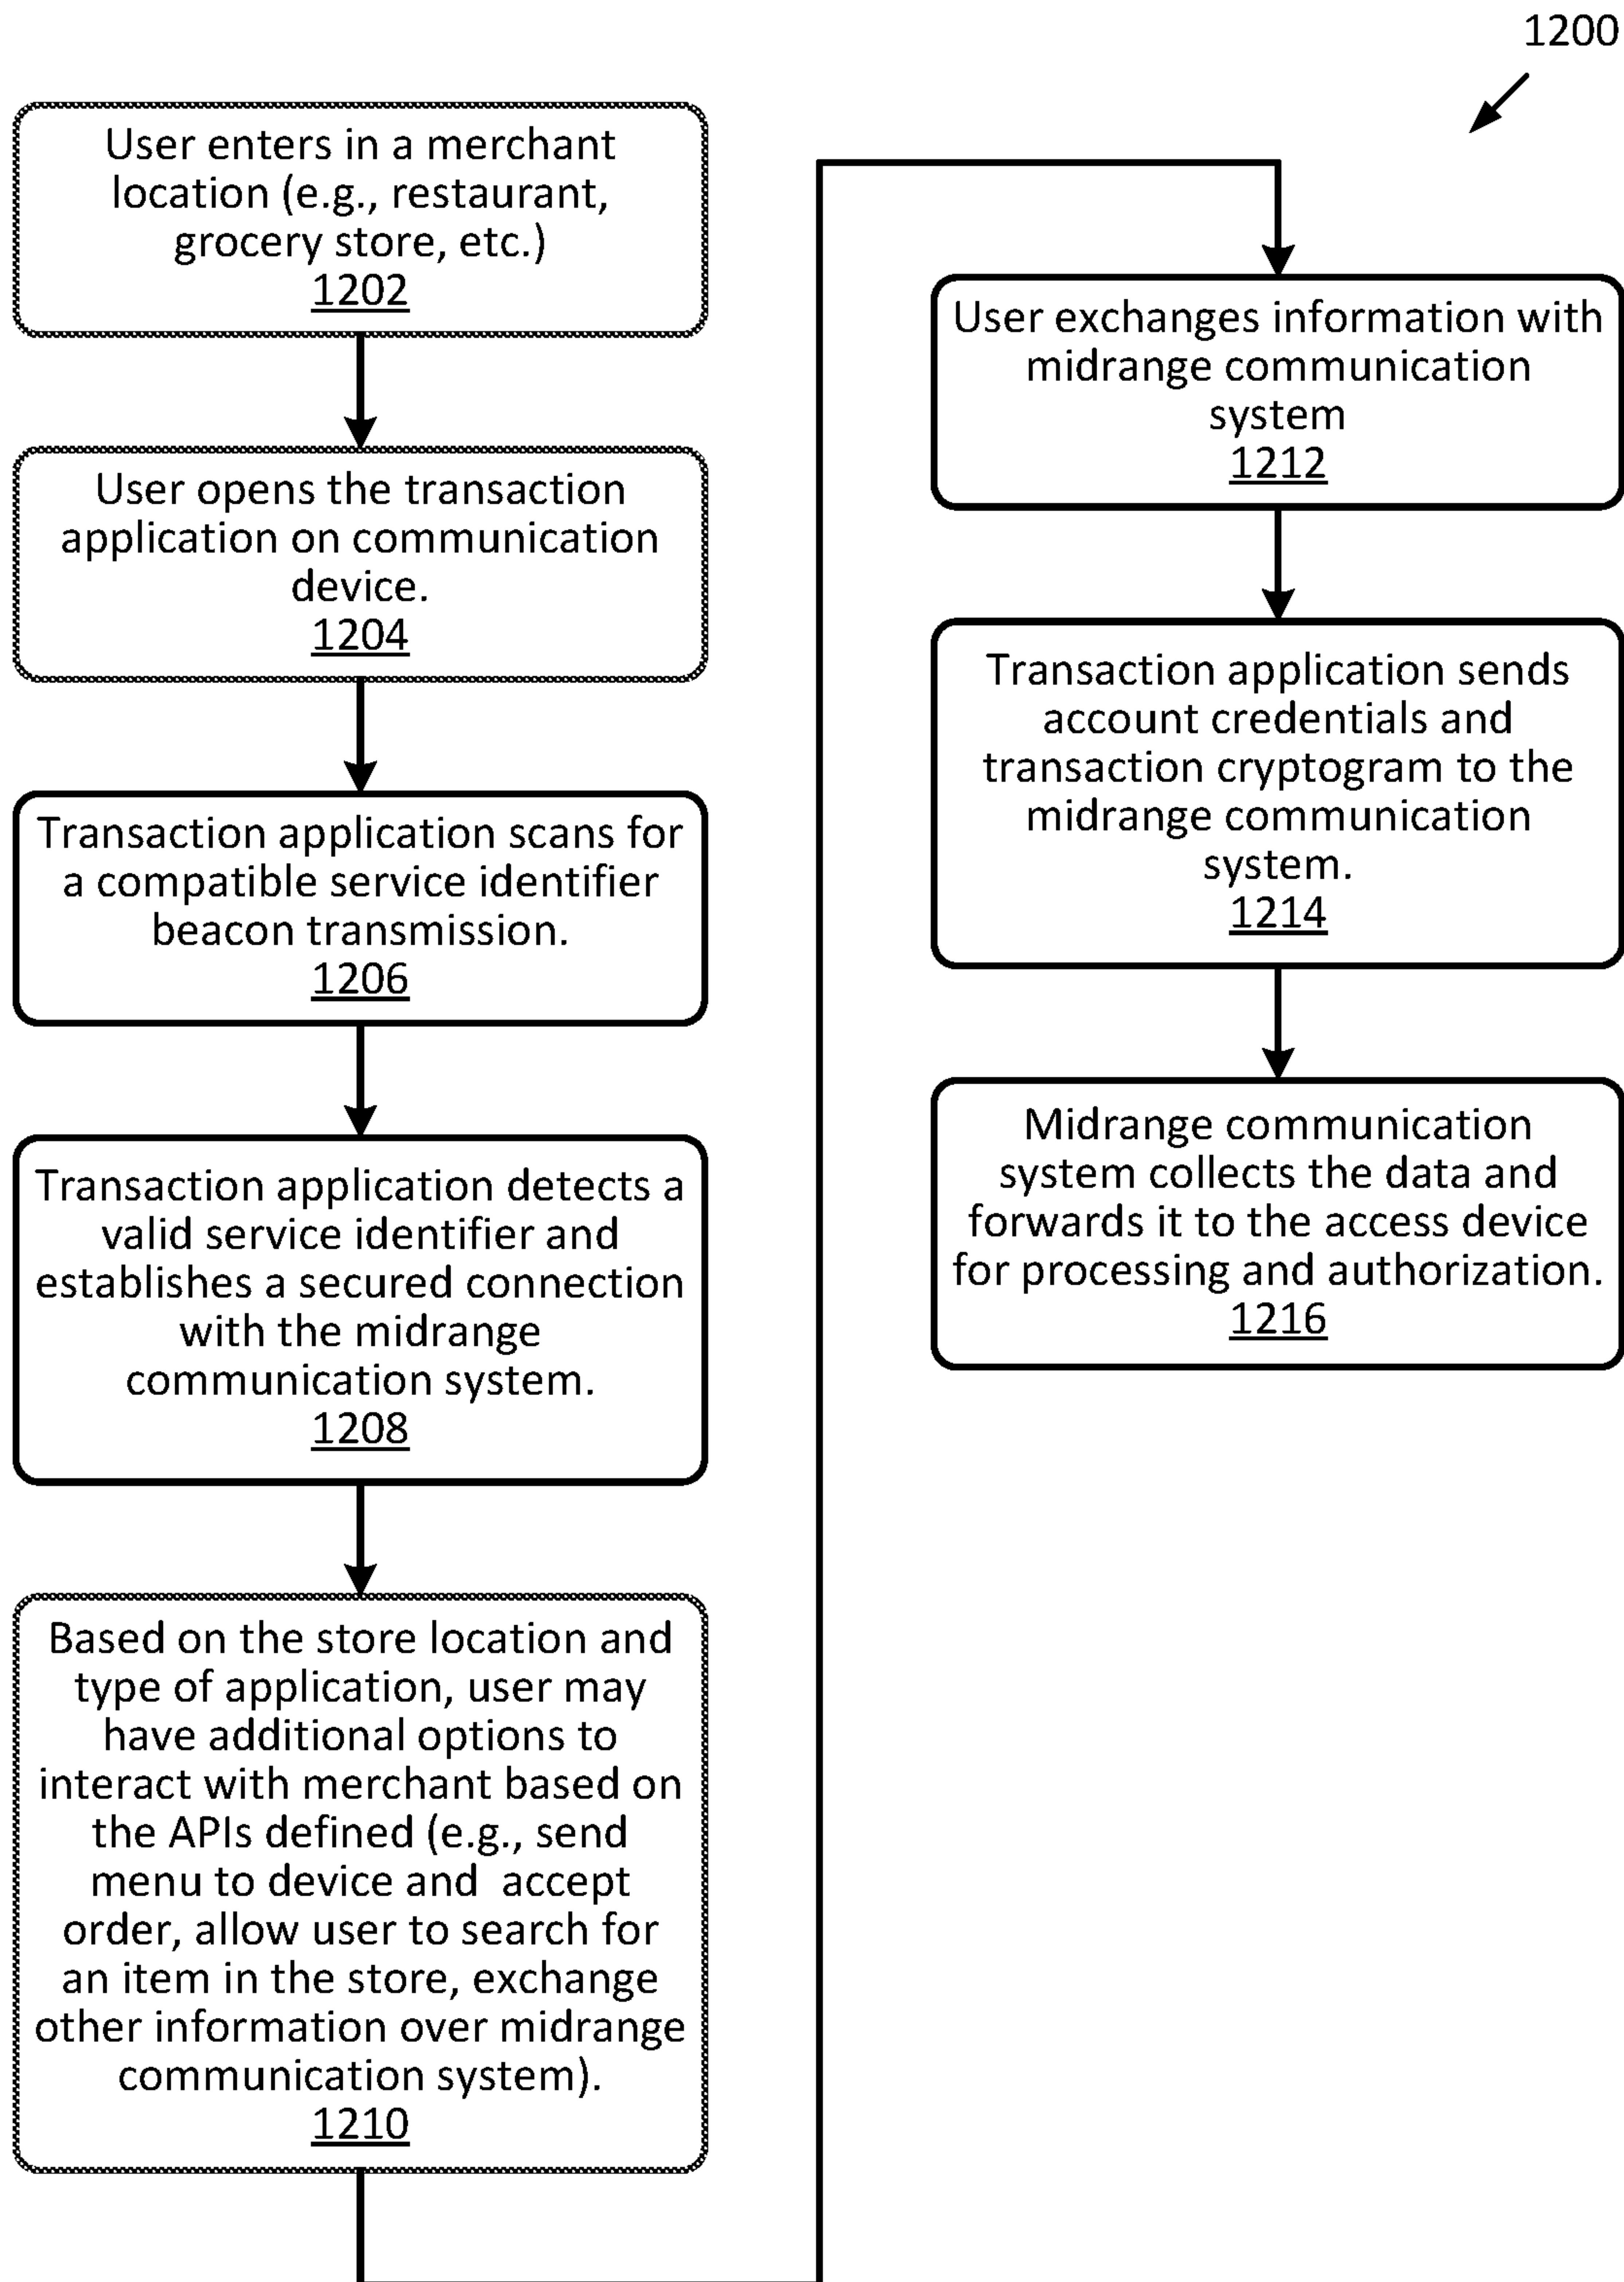 1200
User enters in a merchant
location (e.g., restaurant,
grocery store, etc.)
1202
User opens the transaction
application on communication
device.
1204
Transaction application scans for
a compatible service identifier
beacon transmission.
1206
Transaction application detects a
valid service identifier and
establishes a secured connection
with the midrange
communication system.
1208
Based on the store location and
type of application, user may
have additional options to
interact with merchant based on
the APIs defined (e.g., send
menu to device and  accept
order, allow user to search for
an item in the store, exchange
other information over midrange
communication system).
1210
User exchanges information with
midrange communication
system
1212
Transaction application sends
account credentials and
transaction cryptogram to the
midrange communication
system.
1214
Midrange communication
system collects the data and
forwards it to the access device
for processing and authorization.
1216